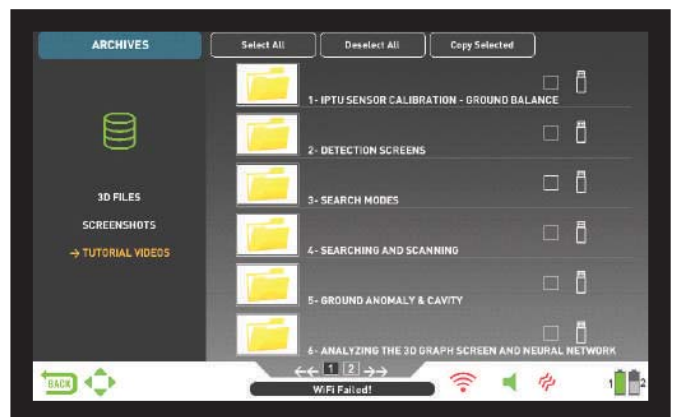 ARCHIVES
Select All
Deselect All
Copy Selected
1- IPTU SENSOR CALIBRATION - GROUND BALANCE
2- DETECTION SCREENS
3- SEARCH MODES
3D FILES
SCREENSHOTS
→ TUTORIAL VIDEOS
4- SEARCHING AND SCANNING
5- GROUND ANOMALY & CAVITY
6- ANALYZING THE 3D GRAPH SCREEN AND NEURAL NETWORK
BACK
←← 1 2 →→
WiFi Failed!
1 2